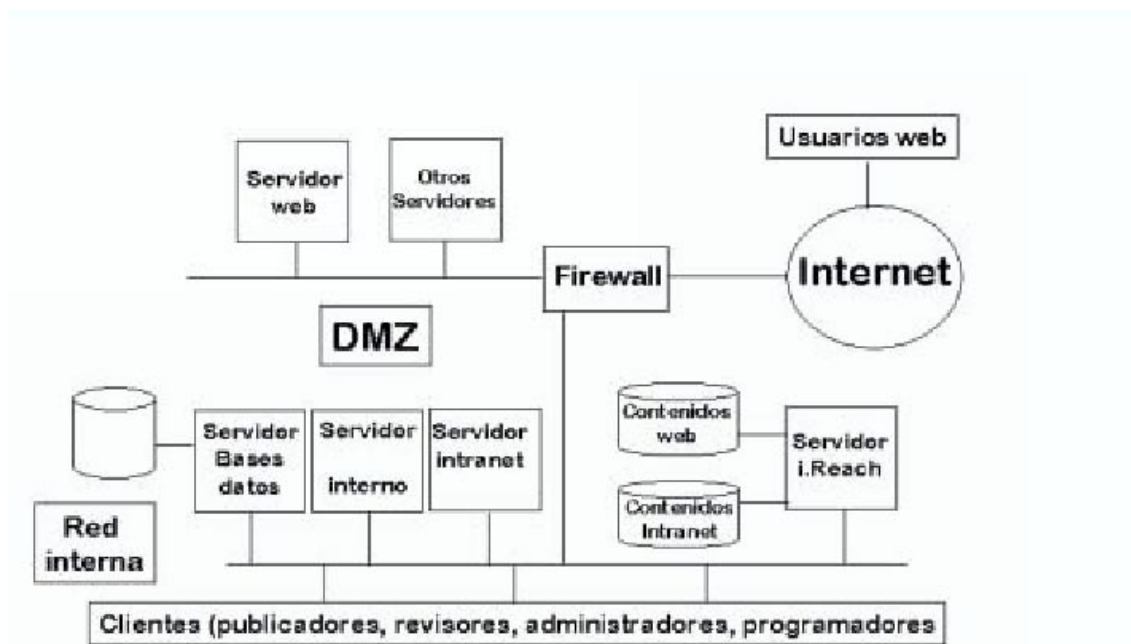 Usuarios web
Servidor
web
Otros
Servidores
Firewall
Internet
DMZ
Contenidos
web
Servidor
Bases
datos
Servidor
interno
Servidor
intranet
Servidor
i.Reach
Contenidos
Intranet
Red
interna
Clientes (publicadores, revisores, administradores, programadores